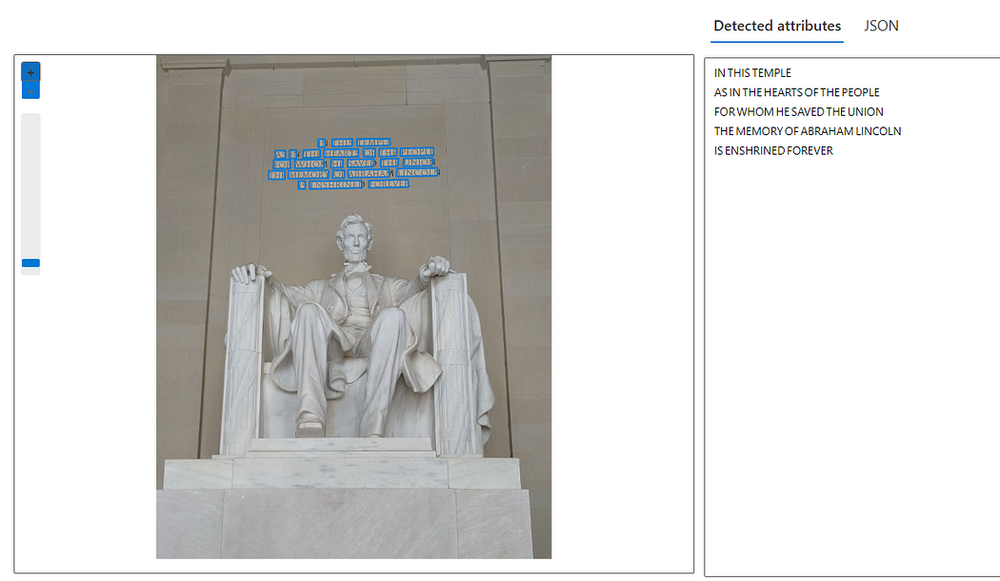 Detected attributes JSON
+
-
IN THIS TEMPLE
AS IN THE HEARTS OF THE PEOPLE
FOR WHOM HE SAVED THE UNION
THE MEMORY OF ABRAHAM LINCOLN
IS ENSHRINED FOREVER
IN THIS TEMPLE
AS IN THE HEARTS OF THE PEOPLE
FOR WHOM HE SAVED THE UNION
THE MEMORY OF ABRAHAM LINCOLN
IS ENSHRINED FOREVER